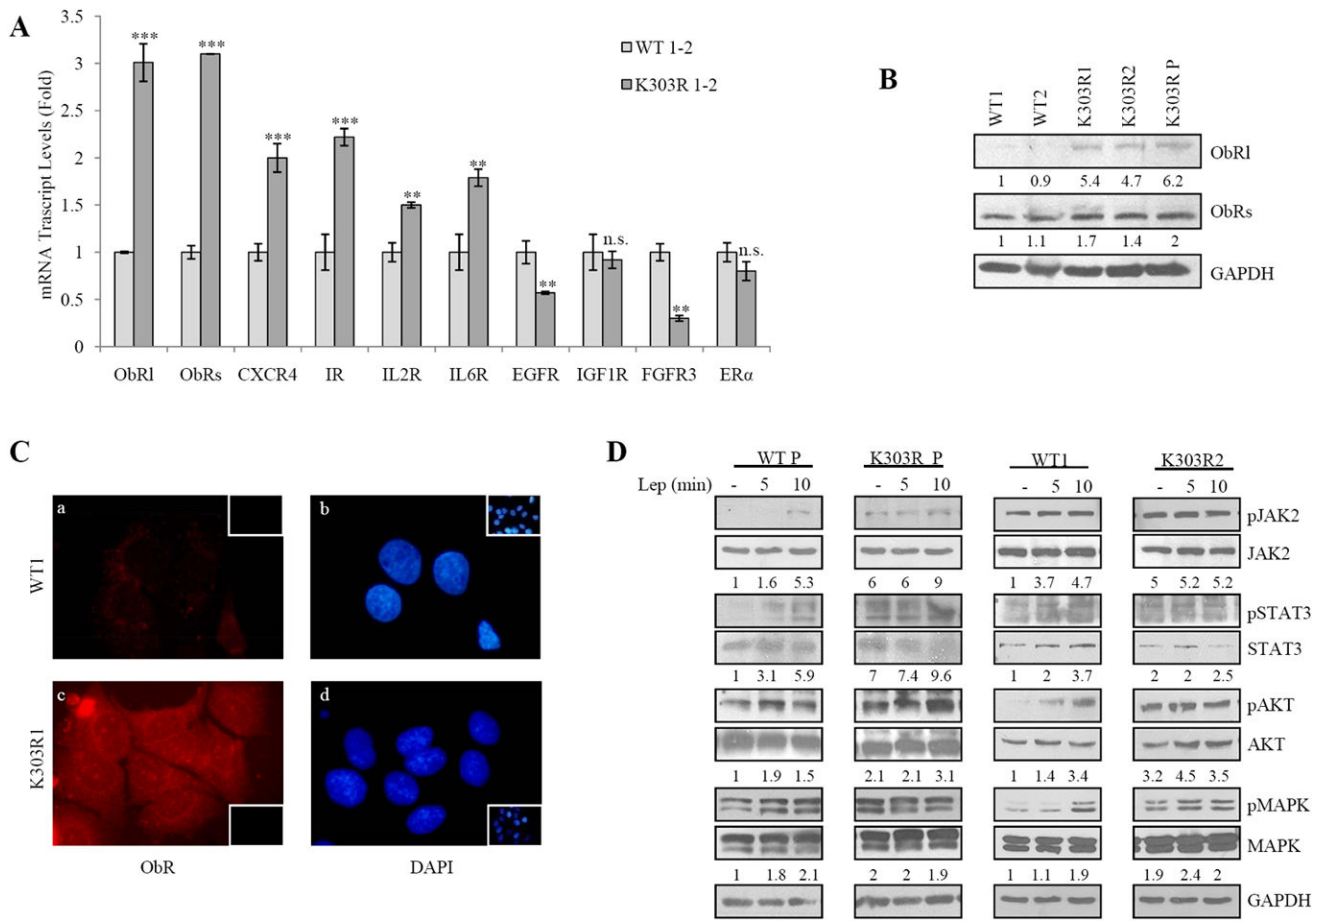 A
mRNA Trascript Levels (Fold)
3.5
3
2.5
2
1.5
1
0.5
0
WT 1-2
K303R 1-2
*** *** *** *** ** ** ** n.s. ** n.s.
ObRl ObRs CXCR4 IR IL2R IL6R EGFR IGF1R FGFR3 ERα
B
WT1 WT2 K303R1 K303R2 K303R P
ObRl
1 0.9 5.4 4.7 6.2
ObRs
1 1.1 1.7 1.4 2
GAPDH
C
WT1
a b
K303R1
c d
ObR DAPI
D
WT P K303R P WT1 K303R2
Lep (min) - 5 10 - 5 10 - 5 10 - 5 10
pJAK2
JAK2
1 1.6 5.3 6 6 9 1 3.7 4.7 5 5.2 5.2
pSTAT3
STAT3
1 3.1 5.9 7 7.4 9.6 1 2 3.7 2 2 2.5
pAKT
AKT
1 1.9 1.5 2.1 2.1 3.1 1 1.4 3.4 3.2 4.5 3.5
pMAPK
MAPK
1 1.8 2.1 2 2 1.9 1 1.1 1.9 1.9 2.4 2
GAPDH